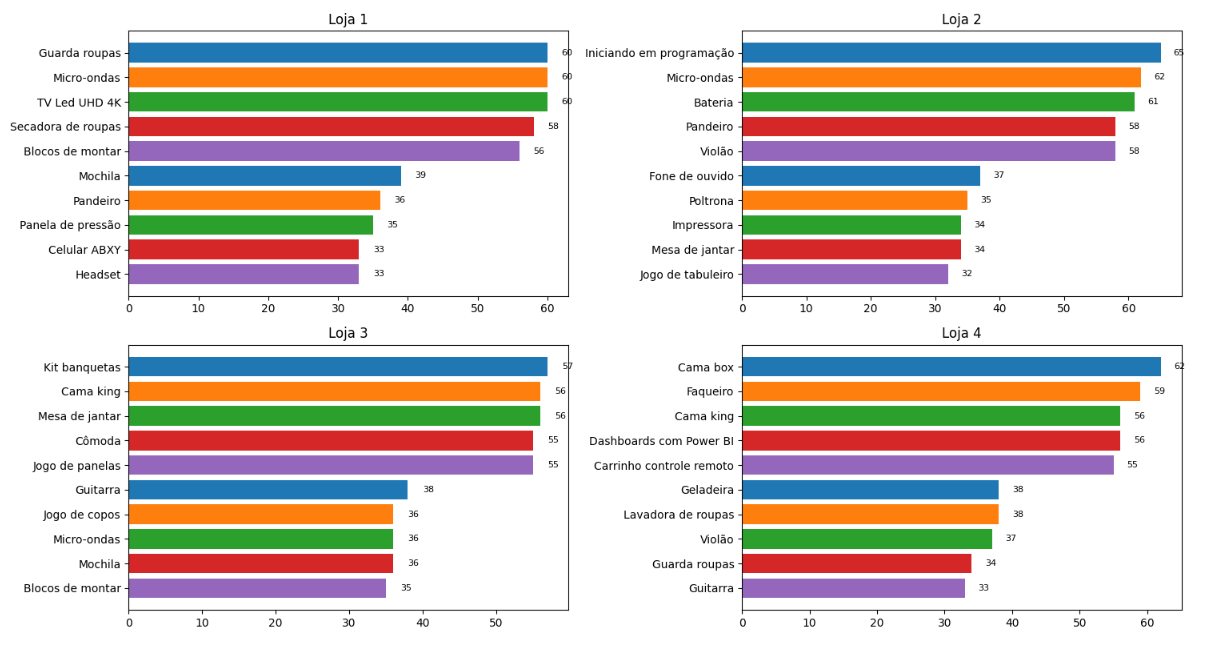 Loja 1
Guarda roupas 60
Micro-ondas 60
TV Led UHD 4K 60
Secadora de roupas 58
Blocos de montar 56
Mochila 39
Pandeiro 36
Panela de pressão 35
Celular ABXY 33
Headset 33
0 10 20 30 40 50 60
Loja 2
Iniciando em programação 65
Micro-ondas 62
Bateria 61
Pandeiro 58
Violão 58
Fone de ouvido 37
Poltrona 35
Impressora 34
Mesa de jantar 34
Jogo de tabuleiro 32
0 10 20 30 40 50 60
Loja 3
Kit banquetas 57
Cama king 56
Mesa de jantar 56
Cômoda 55
Jogo de panelas 55
Guitarra 38
Jogo de copos 36
Micro-ondas 36
Mochila 36
Blocos de montar 35
0 10 20 30 40 50
Loja 4
Cama box 62
Faqueiro 59
Cama king 56
Dashboards com Power BI 56
Carrinho controle remoto 55
Geladeira 38
Lavadora de roupas 38
Violão 37
Guarda roupas 34
Guitarra 33
0 10 20 30 40 50 60